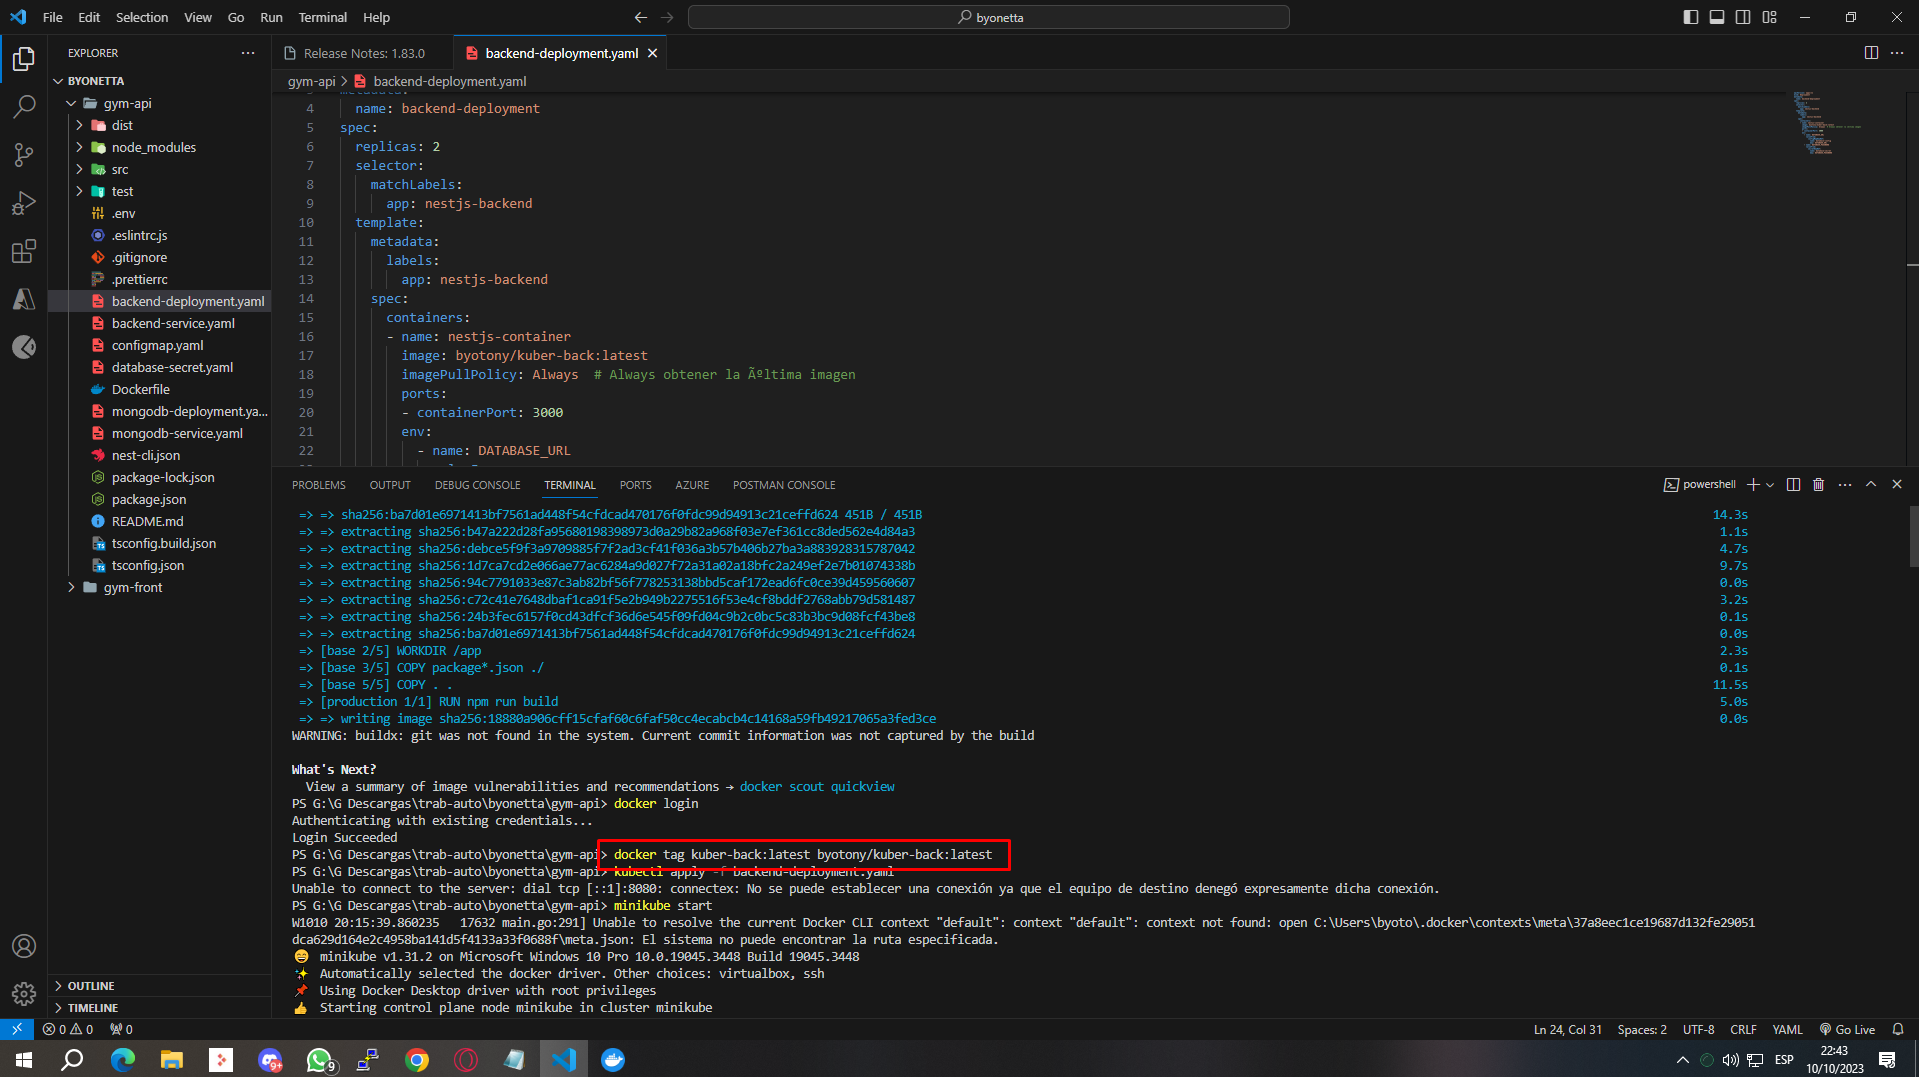 File Edit Selection View Go Run Terminal Help
byonetta
EXPLORER
BYONETTA
gym-api
dist
node_modules
src
test
.env
.eslintrc.js
.gitignore
.prettierrc
backend-deployment.yaml
backend-service.yaml
configmap.yaml
database-secret.yaml
Dockerfile
mongodb-deployment.ya...
mongodb-service.yaml
nest-cli.json
package-lock.json
package.json
README.md
tsconfig.build.json
tsconfig.json
gym-front
OUTLINE
TIMELINE
Release Notes: 1.83.0
backend-deployment.yaml
gym-api > backend-deployment.yaml
4 name: backend-deployment
5 spec:
6 replicas: 2
7 selector:
8 matchLabels:
9 app: nestjs-backend
10 template:
11 metadata:
12 labels:
13 app: nestjs-backend
14 spec:
15 containers:
16 - name: nestjs-container
17 image: byotony/kuber-back:latest
18 imagePullPolicy: Always # Always obtener la Ãºltima imagen
19 ports:
20 - containerPort: 3000
21 env:
22 - name: DATABASE_URL
PROBLEMS OUTPUT DEBUG CONSOLE TERMINAL PORTS AZURE POSTMAN CONSOLE
powershell
=> => sha256:ba7d01e6971413bf7561ad448f54cfdcad470176f0fdc99d94913c21ceffd624 451B / 451B 14.3s
=> => extracting sha256:b47a222d28fa95680198398973d0a29b82a968f03e7ef361cc8ded562e4d84a3 1.1s
=> => extracting sha256:debce5f9f3a9709885f7f2ad3cf41f036a3b57b406b27ba3a883928315787042 4.7s
=> => extracting sha256:1d7ca7cd2e066ae77ac6284a9d027f72a31a02a18bfc2a249ef2e7b01074338b 9.7s
=> => extracting sha256:94c7791033e87c3ab82bf56f778253138bbd5caf172ead6fc0ce39d459560607 0.0s
=> => extracting sha256:c72c41e7648dbaf1ca91f5e2b949b2275516f53e4cf8bddf2768abb79d581487 3.2s
=> => extracting sha256:24b3fec6157f0cd43dfcf36d6e545f09fd04c9b2c0bc5c83b3bc9d08fcf43be8 0.1s
=> => extracting sha256:ba7d01e6971413bf7561ad448f54cfdcad470176f0fdc99d94913c21ceffd624 0.0s
=> [base 2/5] WORKDIR /app 2.3s
=> [base 3/5] COPY package*.json ./ 0.1s
=> [base 5/5] COPY . . 11.5s
=> [production 1/1] RUN npm run build 5.0s
=> => writing image sha256:18880a906cff15cfaf60c6faf50cc4ecabcb4c14168a59fb49217065a3fed3ce 0.0s
WARNING: buildx: git was not found in the system. Current commit information was not captured by the build
What's Next?
View a summary of image vulnerabilities and recommendations → docker scout quickview
PS G:\G Descargas\trab-auto\byonetta\gym-api> docker login
Authenticating with existing credentials...
Login Succeeded
PS G:\G Descargas\trab-auto\byonetta\gym-api> docker tag kuber-back:latest byotony/kuber-back:latest
PS G:\G Descargas\trab-auto\byonetta\gym-api> kubectl apply -f backend-deployment.yaml
Unable to connect to the server: dial tcp [::1]:8080: connectex: No se puede establecer una conexión ya que el equipo de destino denegó expresamente dicha conexión.
PS G:\G Descargas\trab-auto\byonetta\gym-api> minikube start
W1010 20:15:39.860235 17632 main.go:291] Unable to resolve the current Docker CLI context "default": context "default": context not found: open C:\Users\byoto\.docker\contexts\meta\37a8eec1ce19687d132fe29051
dca629d164e2c4958ba141d5f4133a33f0688f\meta.json: El sistema no puede encontrar la ruta especificada.
😄 minikube v1.31.2 on Microsoft Windows 10 Pro 10.0.19045.3448 Build 19045.3448
✨ Automatically selected the docker driver. Other choices: virtualbox, ssh
📌 Using Docker Desktop driver with root privileges
👍 Starting control plane node minikube in cluster minikube
0 0 0
Ln 24, Col 31 Spaces: 2 UTF-8 CRLF YAML Go Live
9+ 9
ESP 22:43
10/10/2023